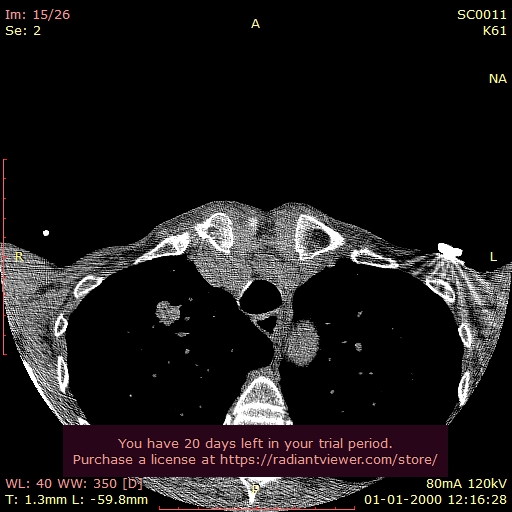 Im: 15/26
Se: 2
A
SC0011
K61
NA
R
L
You have 20 days left in your trial period.
Purchase a license at https://radiantviewer.com/store/
WL: 40 WW: 350 [D]
T: 1.3mm L: -59.8mm
80mA 120kV
01-01-2000 12:16:28